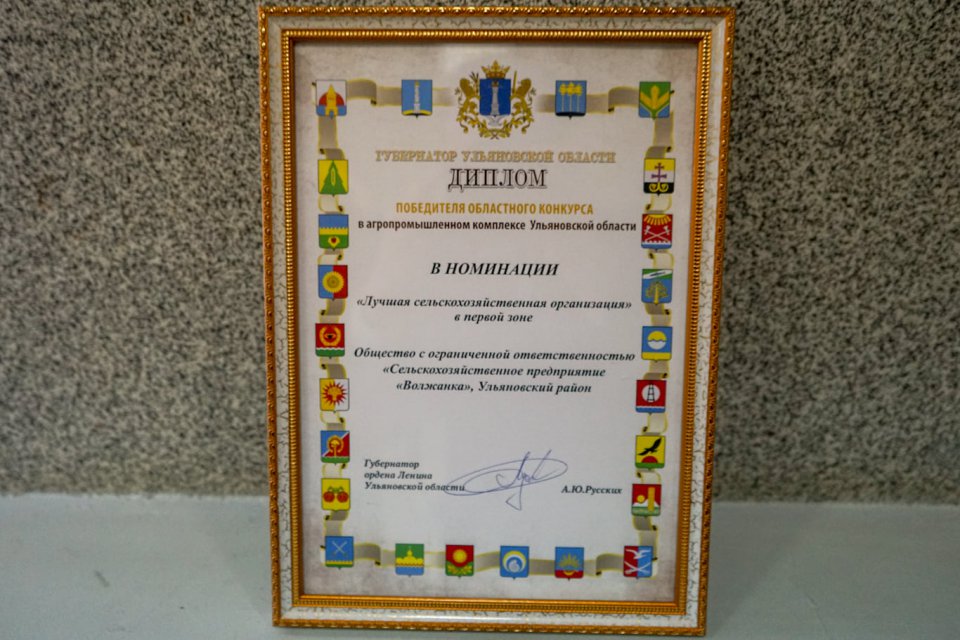 ГУБЕРНАТОР УЛЬЯНОВСКОЙ ОБЛАСТИ
ДИПЛОМ
ПОБЕДИТЕЛЯ ОБЛАСТНОГО КОНКУРСА
в агропромышленном комплексе Ульяновской области
В НОМИНАЦИИ
«Лучшая сельскохозяйственная организация»
в первой зоне
Общество с ограниченной ответственностью
«Сельскохозяйственное предприятие
«Волжанка», Ульяновский район
Губернатор
ордена Ленина
Ульяновской области
А.Ю.Русских